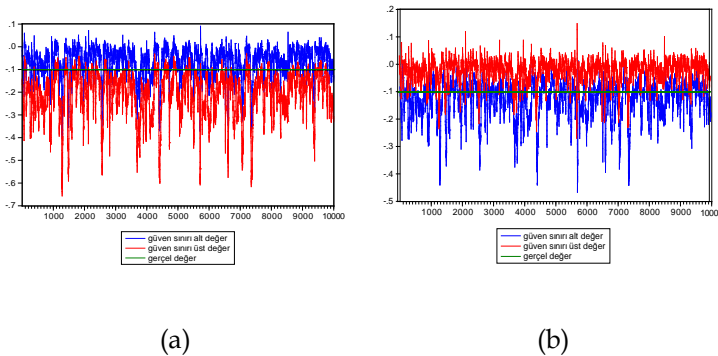 .1
.0
-.1
-.2
-.3
-.4
-.5
-.6
-.7
1000 2000 3000 4000 5000 6000 7000 8000 9000 10000
güven sınırı alt değer
güven sınırı üst değer
gerçel değer
(a)
.2
.1
.0
-.1
-.2
-.3
-.4
-.5
1000 2000 3000 4000 5000 6000 7000 8000 9000 1000
güven sınırı alt değer
güven sınırı üst değer
gerçel değer
(b)